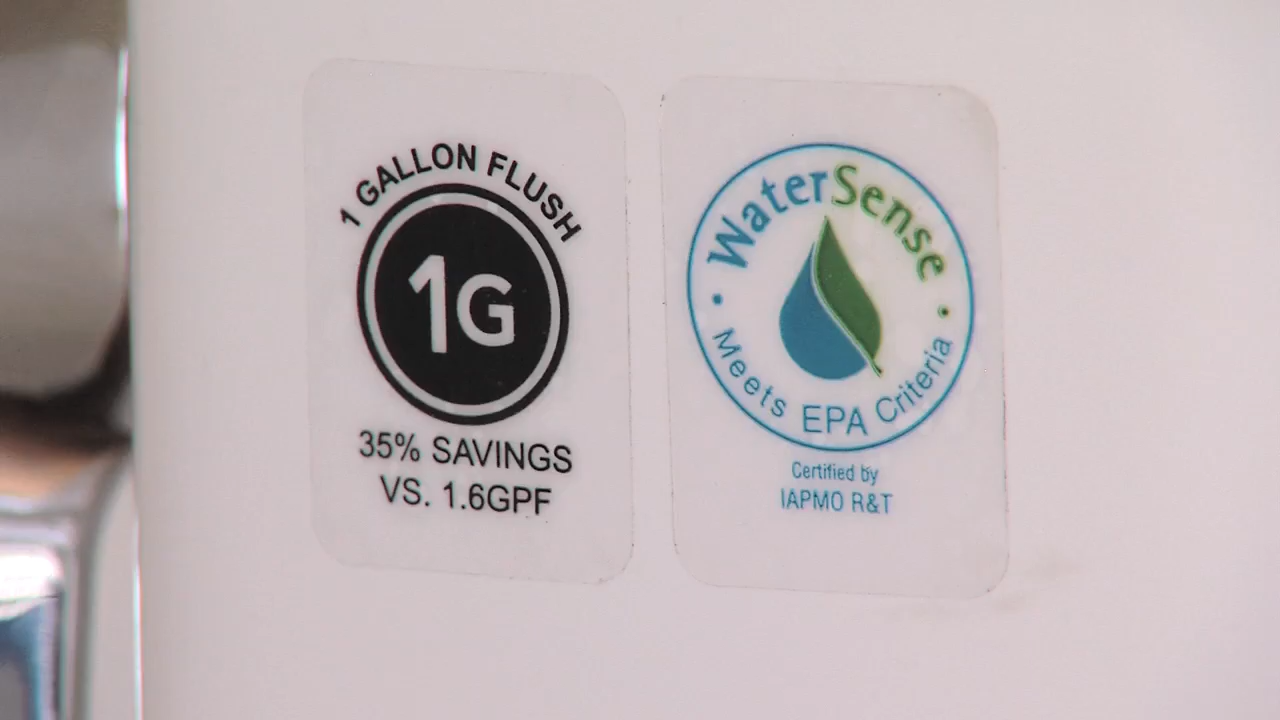 1 GALLON FLUSH
1G
35% SAVINGS
VS. 1.6GPF
WaterSense
Meets EPA Criteria
Certified by
IAPMO R&T